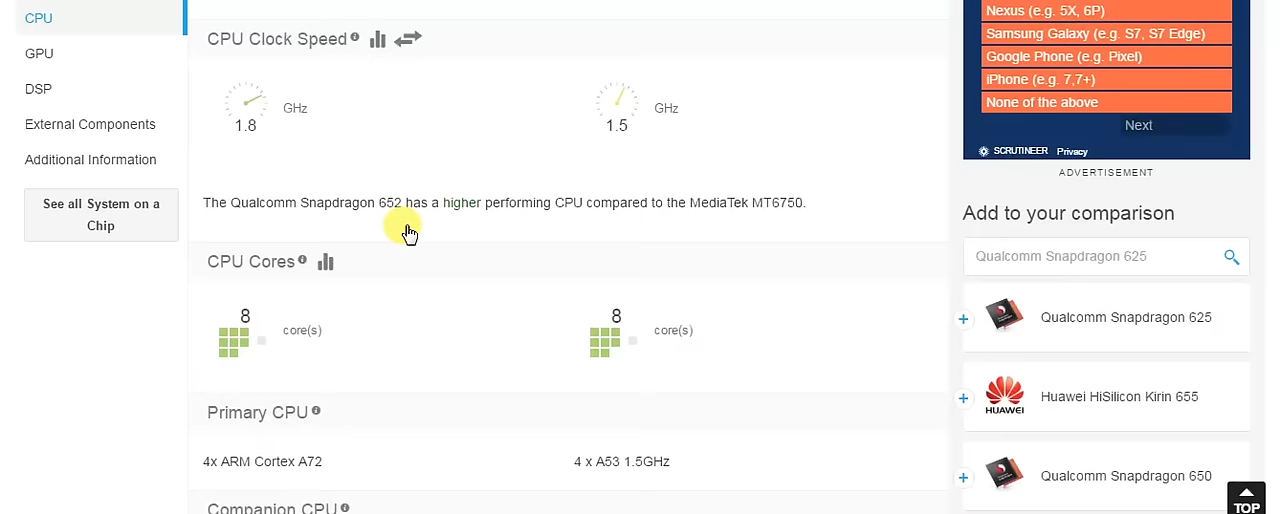 CPU
GPU
DSP
External Components
Additional Information
See all System on a
Chip
CPU Clock Speed
1.8
GHz
1.5
GHz
The Qualcomm Snapdragon 652 has a higher performing CPU compared to the MediaTek MT6750.
CPU Cores
8
core(s)
8
core(s)
Primary CPU
4x ARM Cortex A72
4 x A53 1.5GHz
Companion CPU
Nexus (e.g. 5X, 6P)
Samsung Galaxy (e.g. S7, S7 Edge)
Google Phone (e.g. Pixel)
iPhone (e.g. 7,7+)
None of the above
Next
SCRUTINEER Privacy
ADVERTISEMENT
Add to your comparison
Qualcomm Snapdragon 625
Qualcomm Snapdragon 625
HUAWEI
Huawei HiSilicon Kirin 655
Qualcomm Snapdragon 650
TOP